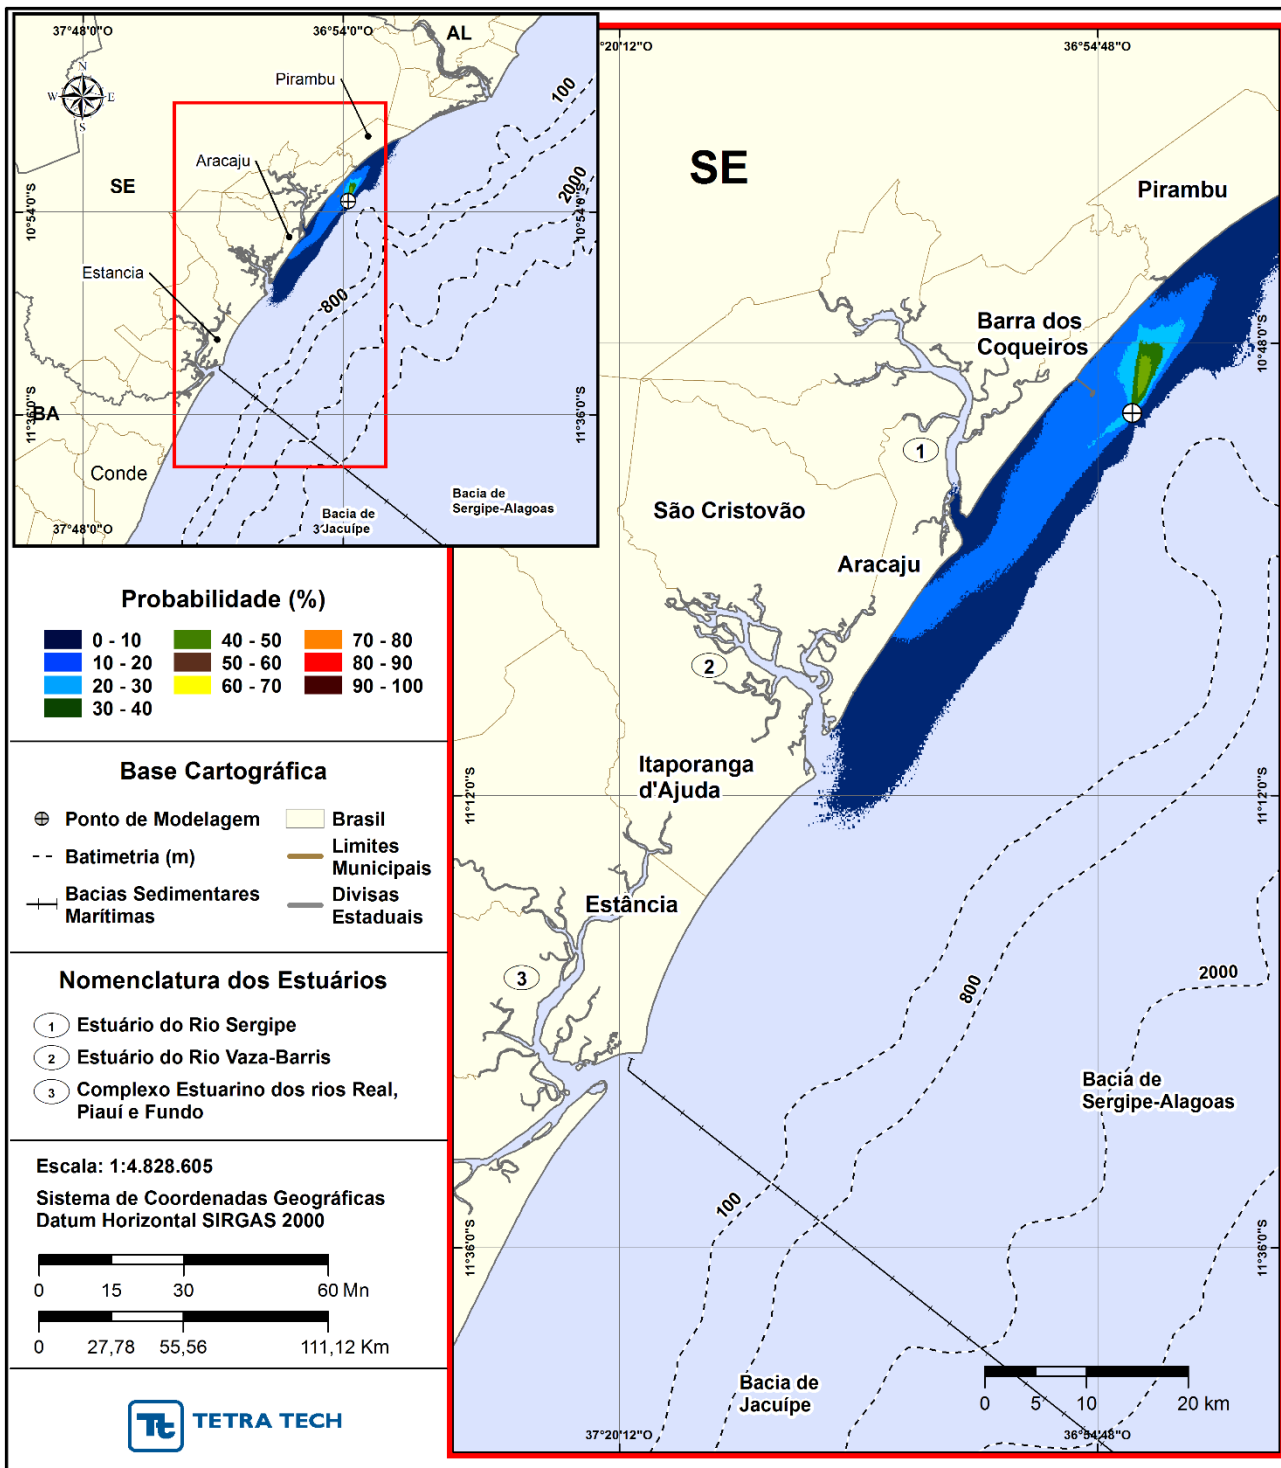 37°48'0"O
36°54'0"O
AL
Pirambu
100
N
W
E
S
Aracaju
2000
SE
10°54'0"S
10°54'0"S
Estancia
800
BA
11°36'0"S
11°36'0"S
Conde
Bacia de
Sergipe-Alagoas
37°48'0"O
Bacia de
Jacuípe
°20'12"O
36°54'48"O
SE
Pirambu
10°48'0"S
Barra dos
Coqueiros
1
São Cristovão
Aracaju
2
Itaporanga
d'Ajuda
11°12'0"S
11°12'0"S
Estância
3
800
2000
Bacia de
Sergipe-Alagoas
100
11°36'0"S
11°36'0"S
Bacia de
Jacuípe
0 5 10 20 km
37°20'12"O
36°54'48"O
Probabilidade (%)
0 - 10
10 - 20
20 - 30
30 - 40
40 - 50
50 - 60
60 - 70
70 - 80
80 - 90
90 - 100
Base Cartográfica
Ponto de Modelagem
Batimetria (m)
Bacias Sedimentares
Marítimas
Brasil
Limites
Municipais
Divisas
Estaduais
Nomenclatura dos Estuários
1 Estuário do Rio Sergipe
2 Estuário do Rio Vaza-Barris
3 Complexo Estuarino dos rios Real,
Piauí e Fundo
Escala: 1:4.828.605
Sistema de Coordenadas Geográficas
Datum Horizontal SIRGAS 2000
0 15 30 60 Mn
0 27,78 55,56 111,12 Km
Tt TETRA TECH